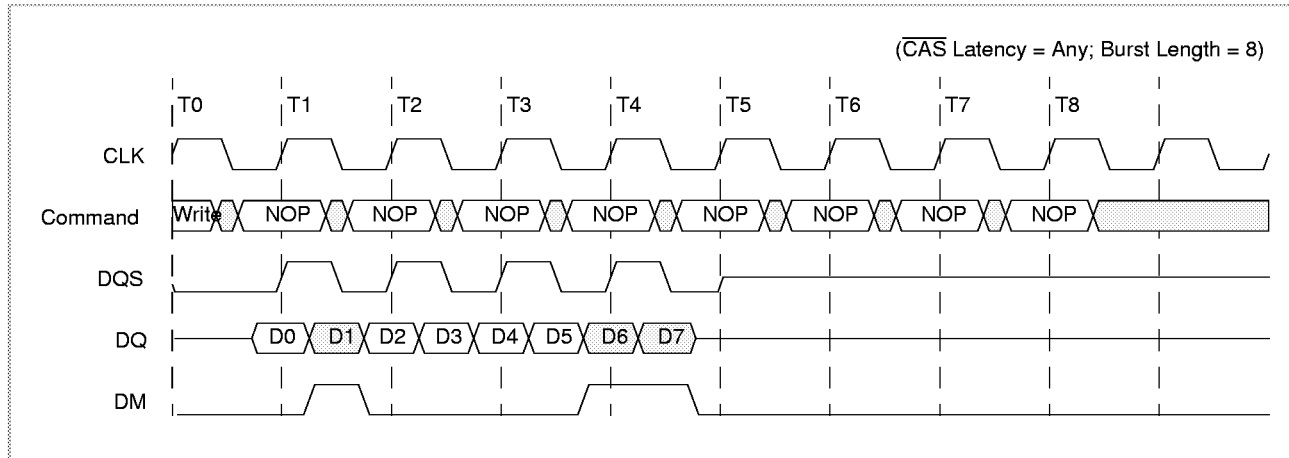 (CAS Latency = Any; Burst Length = 8)
T0 T1 T2 T3 T4 T5 T6 T7 T8
CLK
Command Write NOP NOP NOP NOP NOP NOP NOP NOP
DQS
DQ D0 D1 D2 D3 D4 D5 D6 D7
DM